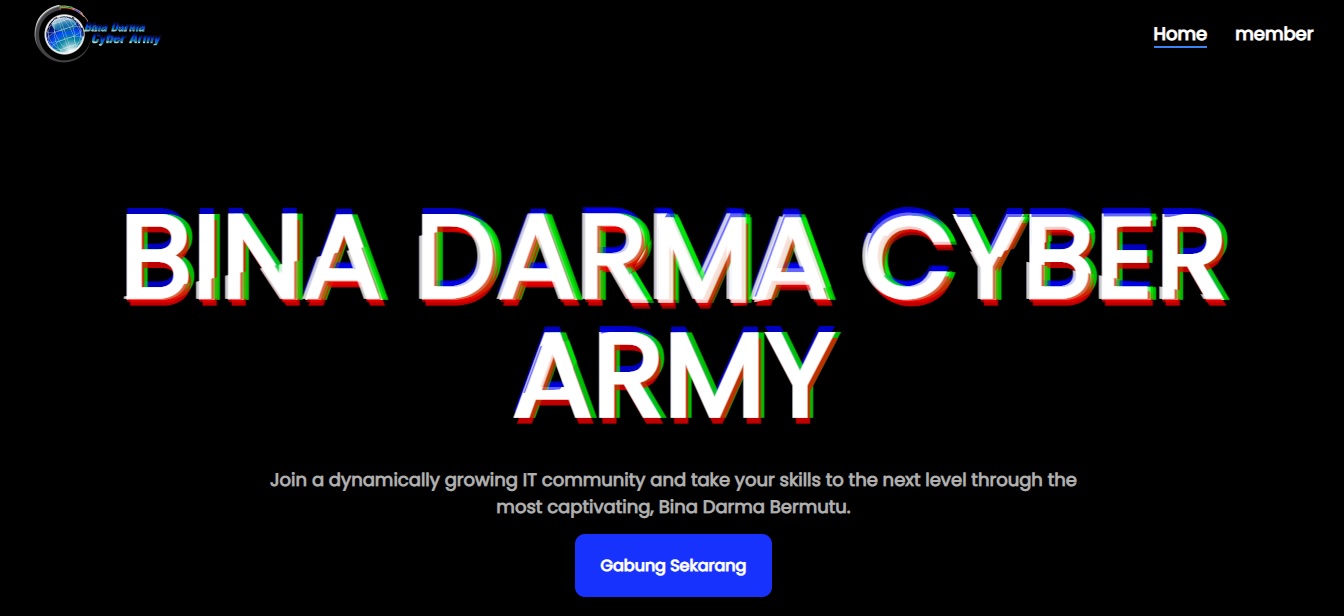 Bina Darma
Cyber Army
Home
member
BINA DARMA CYBER
ARMY
Join a dynamically growing IT community and take your skills to the next level through the
most captivating, Bina Darma Bermutu.
Gabung Sekarang